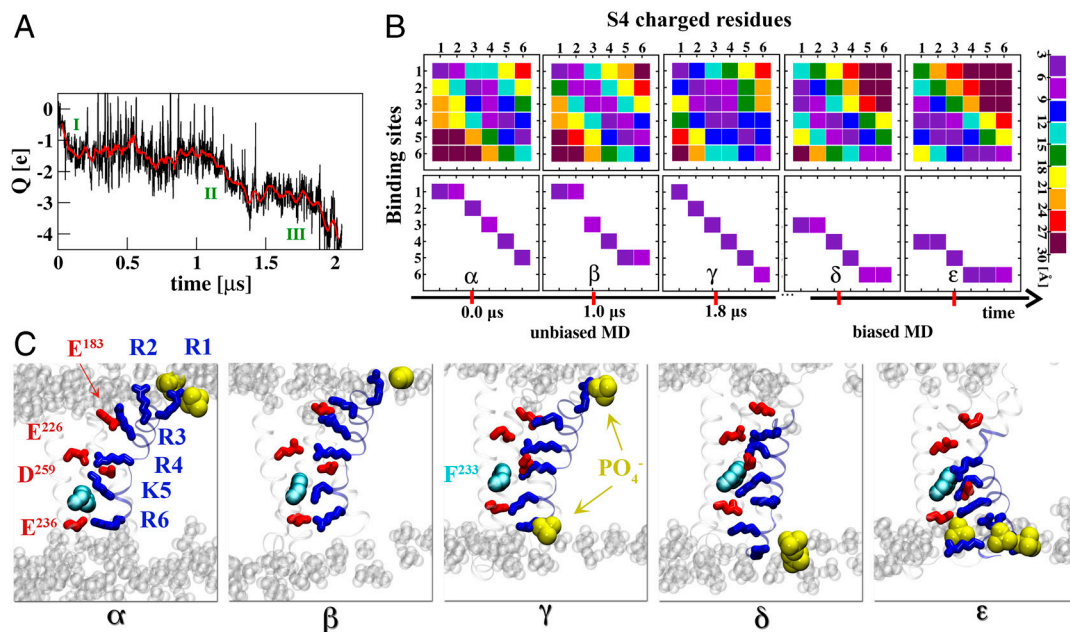 A
Q [e]
0
-1
-2
-3
-4
I
II
III
0 0.5 1 1.5 2
time [μs]
B
S4 charged residues
1 2 3 4 5 6 1 2 3 4 5 6 1 2 3 4 5 6 1 2 3 4 5 6 1 2 3 4 5 6
Binding sites
1
2
3
4
5
6
1
2
3
4
5
6
α β γ δ ε
0.0 μs 1.0 μs 1.8 μs ... time
unbiased MD biased MD
3
6
9
12
15
18
21
24
27
30 [Å]
C
E183 R2 R1
E226 R3
D259 R4
K5
E236 R6
F233
PO4-
α β γ δ ε